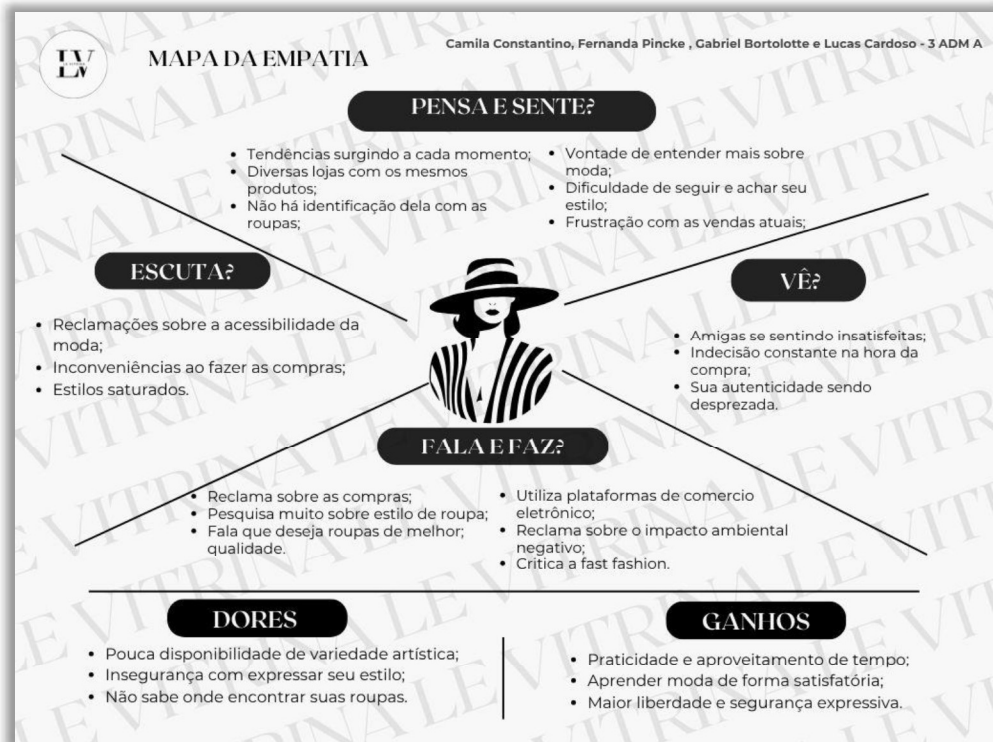 LV
MAPA DA EMPATIA
Camila Constantino, Fernanda Pincke , Gabriel Bortolotte e Lucas Cardoso - 3 ADM A
PENSA E SENTE?
• Tendências surgindo a cada momento;
• Diversas lojas com os mesmos
produtos;
• Não há identificação dela com as
roupas;
• Vontade de entender mais sobre
moda;
• Dificuldade de seguir e achar seu
estilo;
• Frustração com as vendas atuais;
ESCUTA?
• Reclamações sobre a acessibilidade da
moda;
• Inconveniências ao fazer as compras;
• Estilos saturados.
VÊ?
• Amigas se sentindo insatisfeitas;
• Indecisão constante na hora da
compra;
• Sua autenticidade sendo
desprezada.
FALA E FAZ?
• Reclama sobre as compras;
• Pesquisa muito sobre estilo de roupa;
• Fala que deseja roupas de melhor;
qualidade.
• Utiliza plataformas de comercio
eletrônico;
• Reclama sobre o impacto ambiental
negativo;
• Critica a fast fashion.
DORES
• Pouca disponibilidade de variedade artística;
• Insegurança com expressar seu estilo;
• Não sabe onde encontrar suas roupas.
GANHOS
• Praticidade e aproveitamento de tempo;
• Aprender moda de forma satisfatória;
• Maior liberdade e segurança expressiva.
LE VITRINA